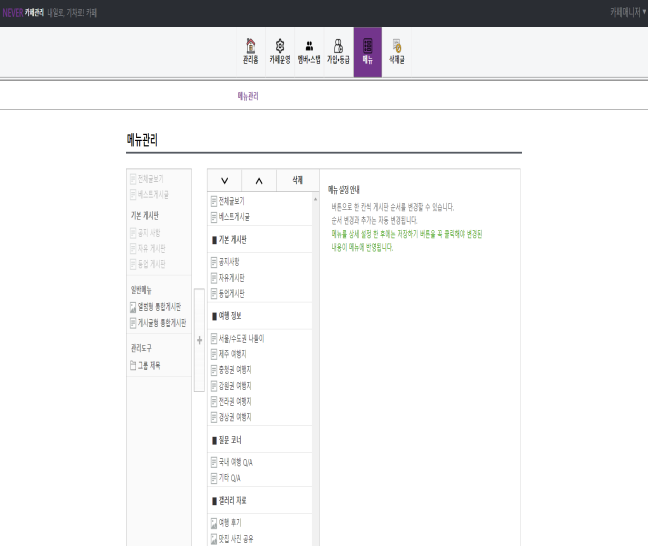 NEVER 카페관리 내일로, 기차로! 카페
카페매니저 ▼
관리홈 카페운영 멤버•스탭 가입•등급 메뉴 삭제글
메뉴관리
메뉴관리
전체글보기
베스트게시글
기본 게시판
공지 사항
자유 게시판
동업 게시판
일반메뉴
앨범형 통합게시판
게시글형 통합게시판
관리도구
그룹 제목
+
삭제
전체글보기
베스트게시글
■ 기본 게시판
공지사항
자유게시판
동업게시판
■ 여행 정보
서울/수도권 나들이
제주 여행지
충청권 여행지
강원권 여행지
전라권 여행지
경상권 여행지
■ 질문 코너
국내 여행 Q/A
기타 Q/A
■ 갤러리 자료
여행 후기
맛집 사진 공유
메뉴 설정 안내
버튼으로 한 칸씩 게시판 순서를 변경할 수 있습니다.
순서 변경과 추가는 자동 변경됩니다.
메뉴를 상세 설정 한 후에는 저장하기 버튼을 꼭 클릭해야 변경된
내용이 메뉴에 반영됩니다.